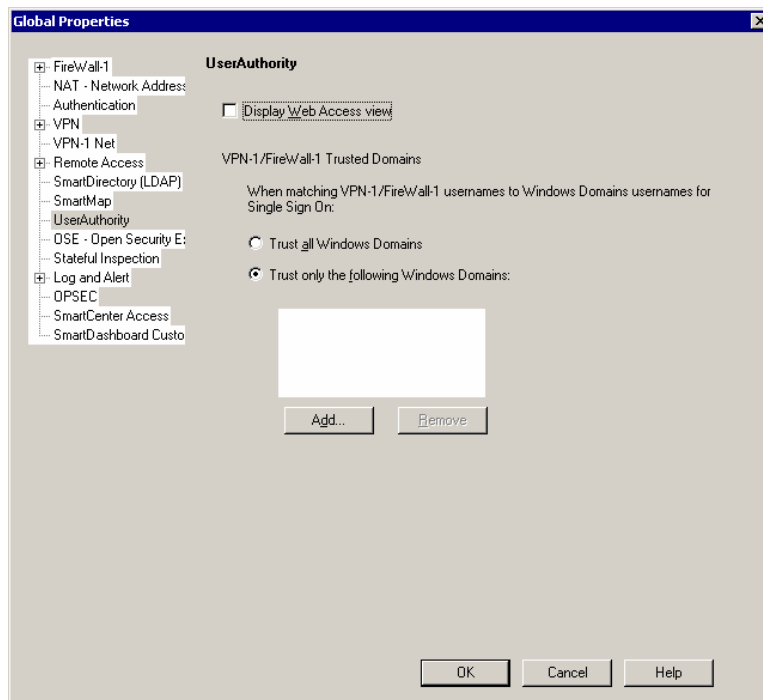 Global Properties
FireWall-1
NAT - Network Address
Authentication
VPN
VPN-1 Net
Remote Access
SmartDirectory (LDAP)
SmartMap
UserAuthority
OSE - Open Security E
Stateful Inspection
Log and Alert
OPSEC
SmartCenter Access
SmartDashboard Custo
UserAuthority
Display Web Access view
VPN-1/FireWall-1 Trusted Domains
When matching VPN-1/FireWall-1 usernames to Windows Domains usernames for
Single Sign On:
Trust all Windows Domains
Trust only the following Windows Domains:
Add...
Remove
OK
Cancel
Help